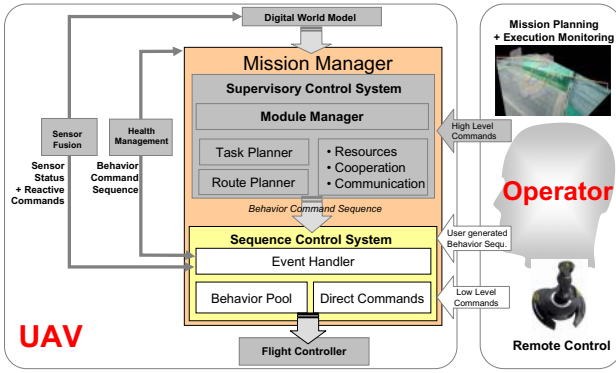 Digital World Model
Mission Manager
Supervisory Control System
Module Manager
Task Planner
Route Planner
• Resources
• Cooperation
• Communication
Behavior Command Sequence
Sequence Control System
Event Handler
Behavior Pool
Direct Commands
Flight Controller
Sensor
Fusion
Health
Management
Sensor
Status
+ Reactive
Commands
Behavior
Command
Sequence
UAV
High Level
Commands
User generated
Behavior Sequ.
Low Level
Commands
Mission Planning
+ Execution Monitoring
Operator
Remote Control